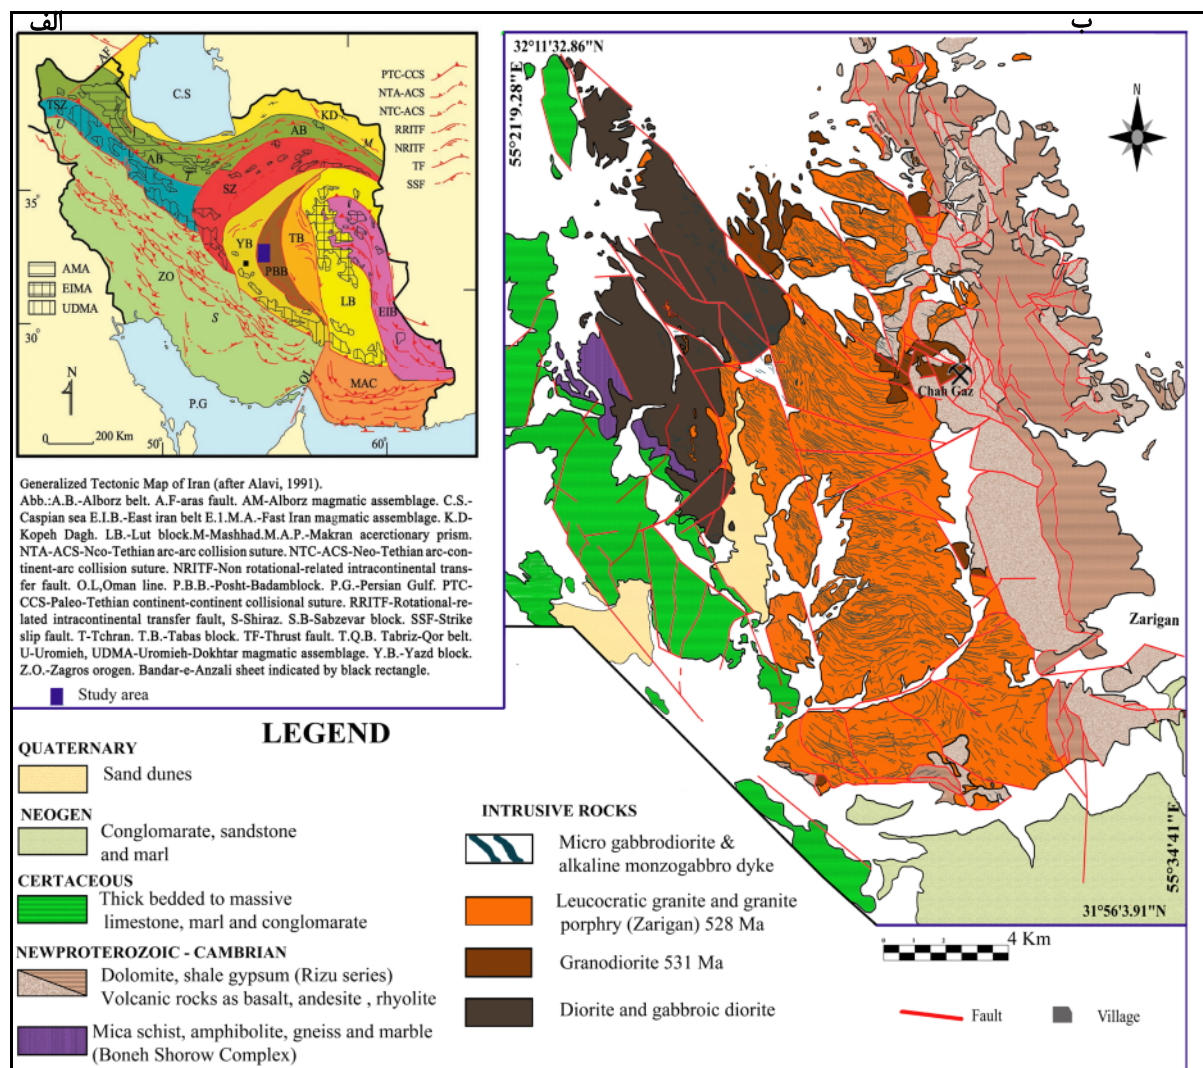 الف
ب
AF
C.S
PTC-CCS
NTA-ACS
NTC-ACS
RRITF
NRITF
TF
SSF
TSZ
U
KD
AB
M
AB
T
SZ
35°
YB
TB
PBB
ZO
LB
EIB
S
AMA
EIMA
UDMA
30°
N
OL
MAC
P.G
0 200 Km
50°
60°
Generalized Tectonic Map of Iran (after Alavi, 1991).
Abb.:A.B.-Alborz belt. A.F-aras fault. AM-Alborz magmatic assemblage. C.S.-
Caspian sea E.I.B.-East iran belt E.1.M.A.-Fast Iran magmatic assemblage. K.D-
Kopeh Dagh. LB.-Lut block.M-Mashhad.M.A.P.-Makran acerctionary prism.
NTA-ACS-Nco-Tethian arc-arc collision suture. NTC-ACS-Neo-Tethian arc-con-
tinent-arc collision suture. NRITF-Non rotational-related intracontinental trans-
fer fault. O.L,Oman line. P.B.B.-Posht-Badamblock. P.G.-Persian Gulf. PTC-
CCS-Paleo-Tethian continent-continent collisional suture. RRITF-Rotational-re-
lated intracontinental transfer fault, S-Shiraz. S.B-Sabzevar block. SSF-Strike
slip fault. T-Tchran. T.B.-Tabas block. TF-Thrust fault. T.Q.B. Tabriz-Qor belt.
U-Uromieh, UDMA-Uromieh-Dokhtar magmatic assemblage. Y.B.-Yazd block.
Z.O.-Zagros orogen. Bandar-e-Anzali sheet indicated by black rectangle.
Study area
32°11'32.86"N
55°21'9.28"E
N
Chah Gaz
Zarigan
55°34'41"E
31°56'3.91"N
0
4 Km
LEGEND
QUATERNARY
Sand dunes
NEOGEN
Conglomarate, sandstone
and marl
CERTACEOUS
Thick bedded to massive
limestone, marl and conglomarate
NEWPROTEROZOIC - CAMBRIAN
Dolomite, shale gypsum (Rizu series)
Volcanic rocks as basalt, andesite , rhyolite
Mica schist, amphibolite, gneiss and marble
(Boneh Shorow Complex)
INTRUSIVE ROCKS
Micro gabbrodiorite &
alkaline monzogabbro dyke
Leucocratic granite and granite
porphry (Zarigan) 528 Ma
Granodiorite 531 Ma
Diorite and gabbroic diorite
Fault
Village